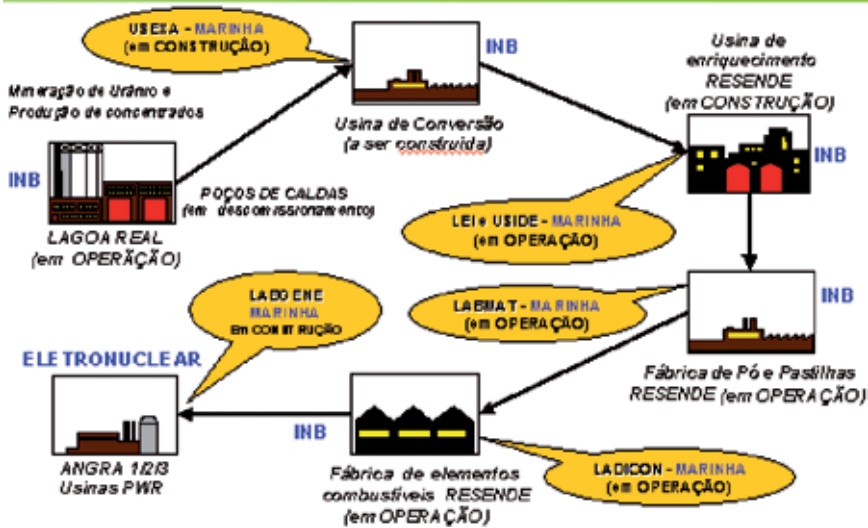 USEXA - MARINHA
(em CONSTRUÇÃO)
INB
Usina de
enriquecimento
RESENDE
(em CONSTRUÇÃO)
Mineração de Urânio e
Produção de concentrados
Usina de Conversão
(a ser construida)
INB
INB
POÇOS DE CALDAS
(em descomissionamento)
LAGOA REAL
(em OPERAÇÃO)
LEI e USIDE - MARINHA
(em OPERAÇÃO)
LABGENE
MARINHA
Em CONSTRUÇÃO
LABMAT - MARINHA
(em OPERAÇÃO)
INB
ELETRONUCLEAR
Fábrica de Pó e Pastilhas
RESENDE (em OPERAÇÃO)
INB
ANGRA 1/2/3
Usinas PWR
Fábrica de elementos
combustíveis RESENDE
(em OPERAÇÃO)
LADICON - MARINHA
(em OPERAÇÃO)